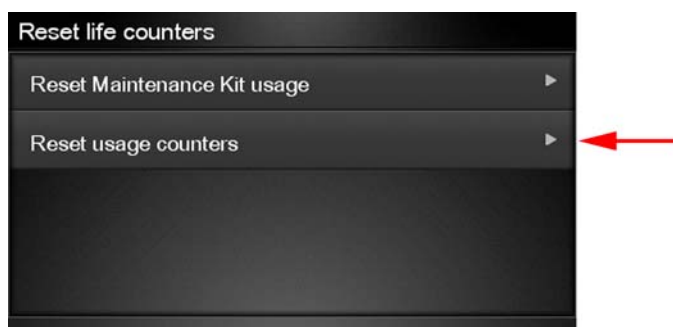 Reset life counters
Reset Maintenance Kit usage
Reset usage counters